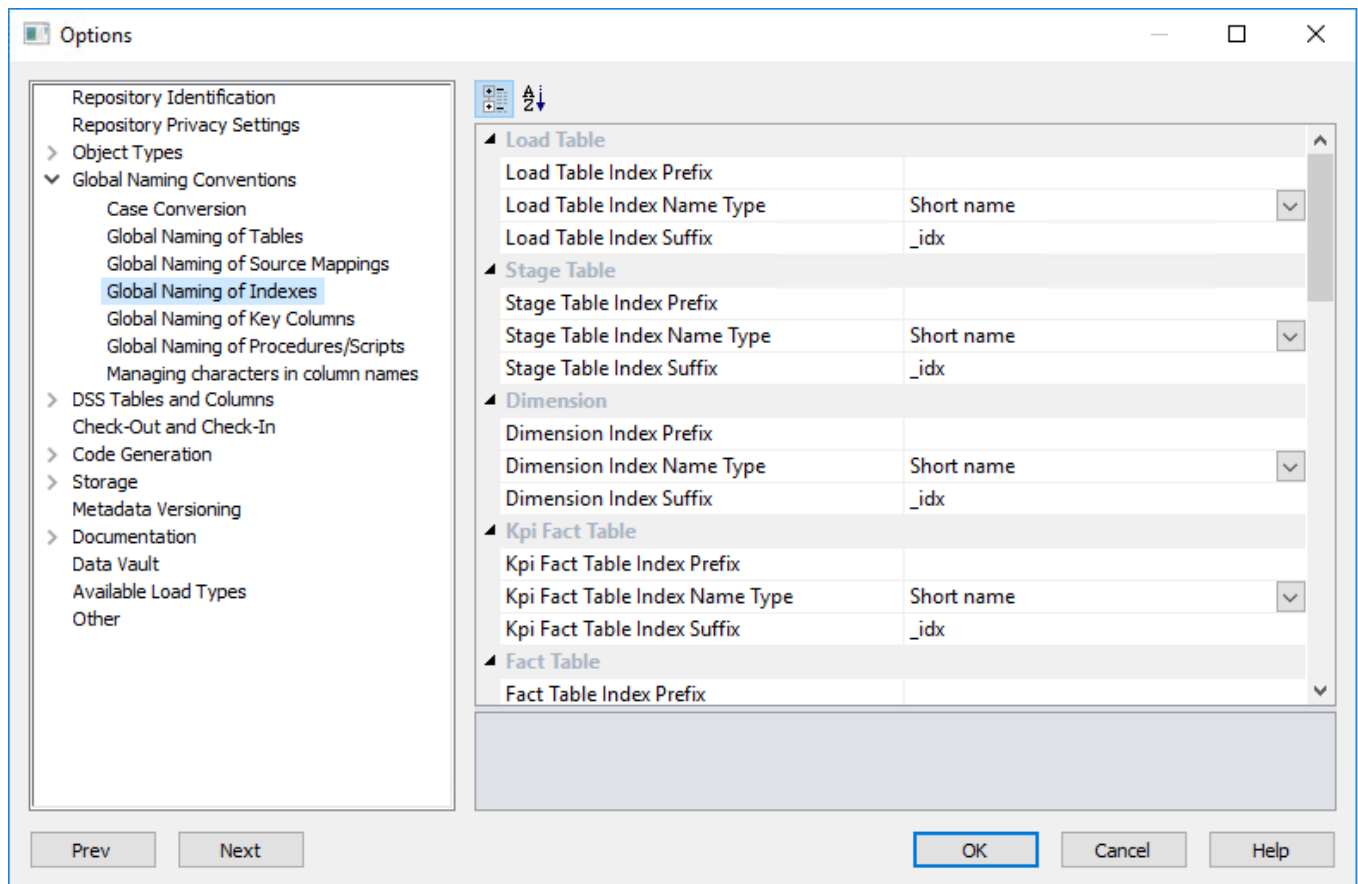 Options
Repository Identification
Repository Privacy Settings
Object Types
Global Naming Conventions
Case Conversion
Global Naming of Tables
Global Naming of Source Mappings
Global Naming of Indexes
Global Naming of Key Columns
Global Naming of Procedures/Scripts
Managing characters in column names
DSS Tables and Columns
Check-Out and Check-In
Code Generation
Storage
Metadata Versioning
Documentation
Data Vault
Available Load Types
Other
Load Table
Load Table Index Prefix
Load Table Index Name Type Short name
Load Table Index Suffix _idx
Stage Table
Stage Table Index Prefix
Stage Table Index Name Type Short name
Stage Table Index Suffix _idx
Dimension
Dimension Index Prefix
Dimension Index Name Type Short name
Dimension Index Suffix _idx
Kpi Fact Table
Kpi Fact Table Index Prefix
Kpi Fact Table Index Name Type Short name
Kpi Fact Table Index Suffix _idx
Fact Table
Fact Table Index Prefix
Prev Next OK Cancel Help